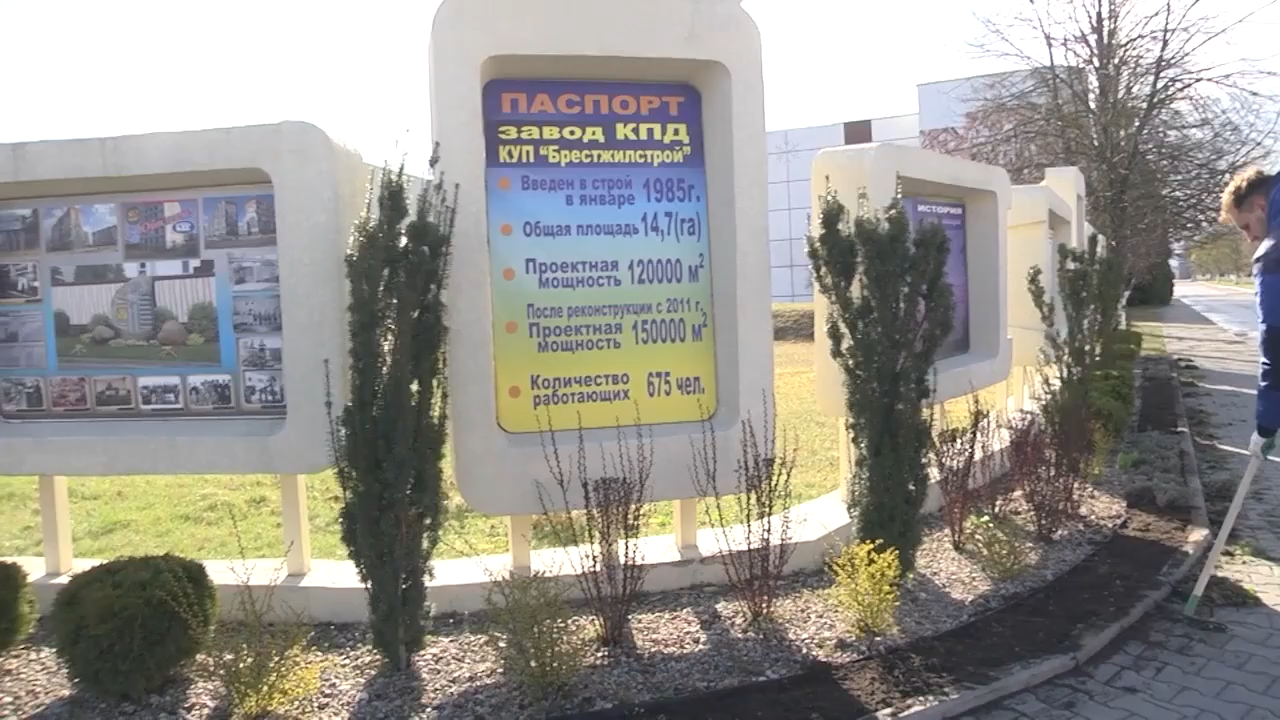 ПАСПОРТ
завод КПД
КУП "Брестжилстрой"
Введен в строй
в январе 1985г.
Общая площадь 14,7(га)
Проектная
мощность 120000 м²
После реконструкции с 2011 г.
Проектная
мощность 150000 м²
Количество
работающих 675 чел.
ИСТОРИЯ